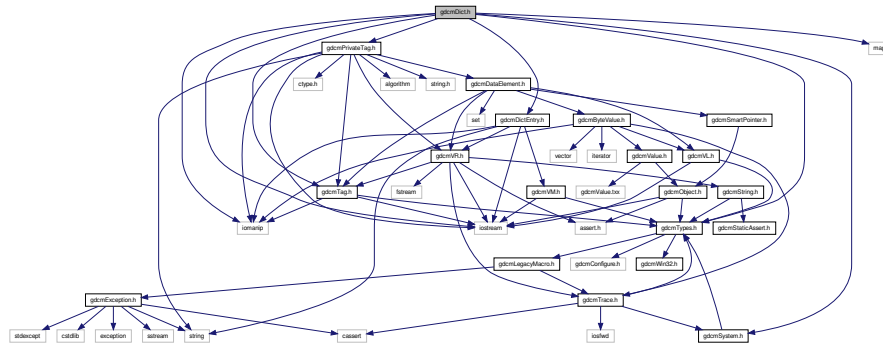 gdcmDict.h
gdcmPrivateTag.h
map
ctype.h
algorithm
string.h
gdcmDataElement.h
set
gdcmDictEntry.h
gdcmByteValue.h
gdcmSmartPointer.h
gdcmVR.h
vector
iterator
gdcmValue.h
gdcmVL.h
gdcmTag.h
fstream
gdcmVM.h
gdcmValue.txx
gdcmObject.h
gdcmString.h
iomanip
iostream
assert.h
gdcmTypes.h
gdcmStaticAssert.h
gdcmLegacyMacro.h
gdcmConfigure.h
gdcmWin32.h
gdcmException.h
gdcmTrace.h
stdexcept
cstdlib
exception
sstream
string
cassert
iosfwd
gdcmSystem.h